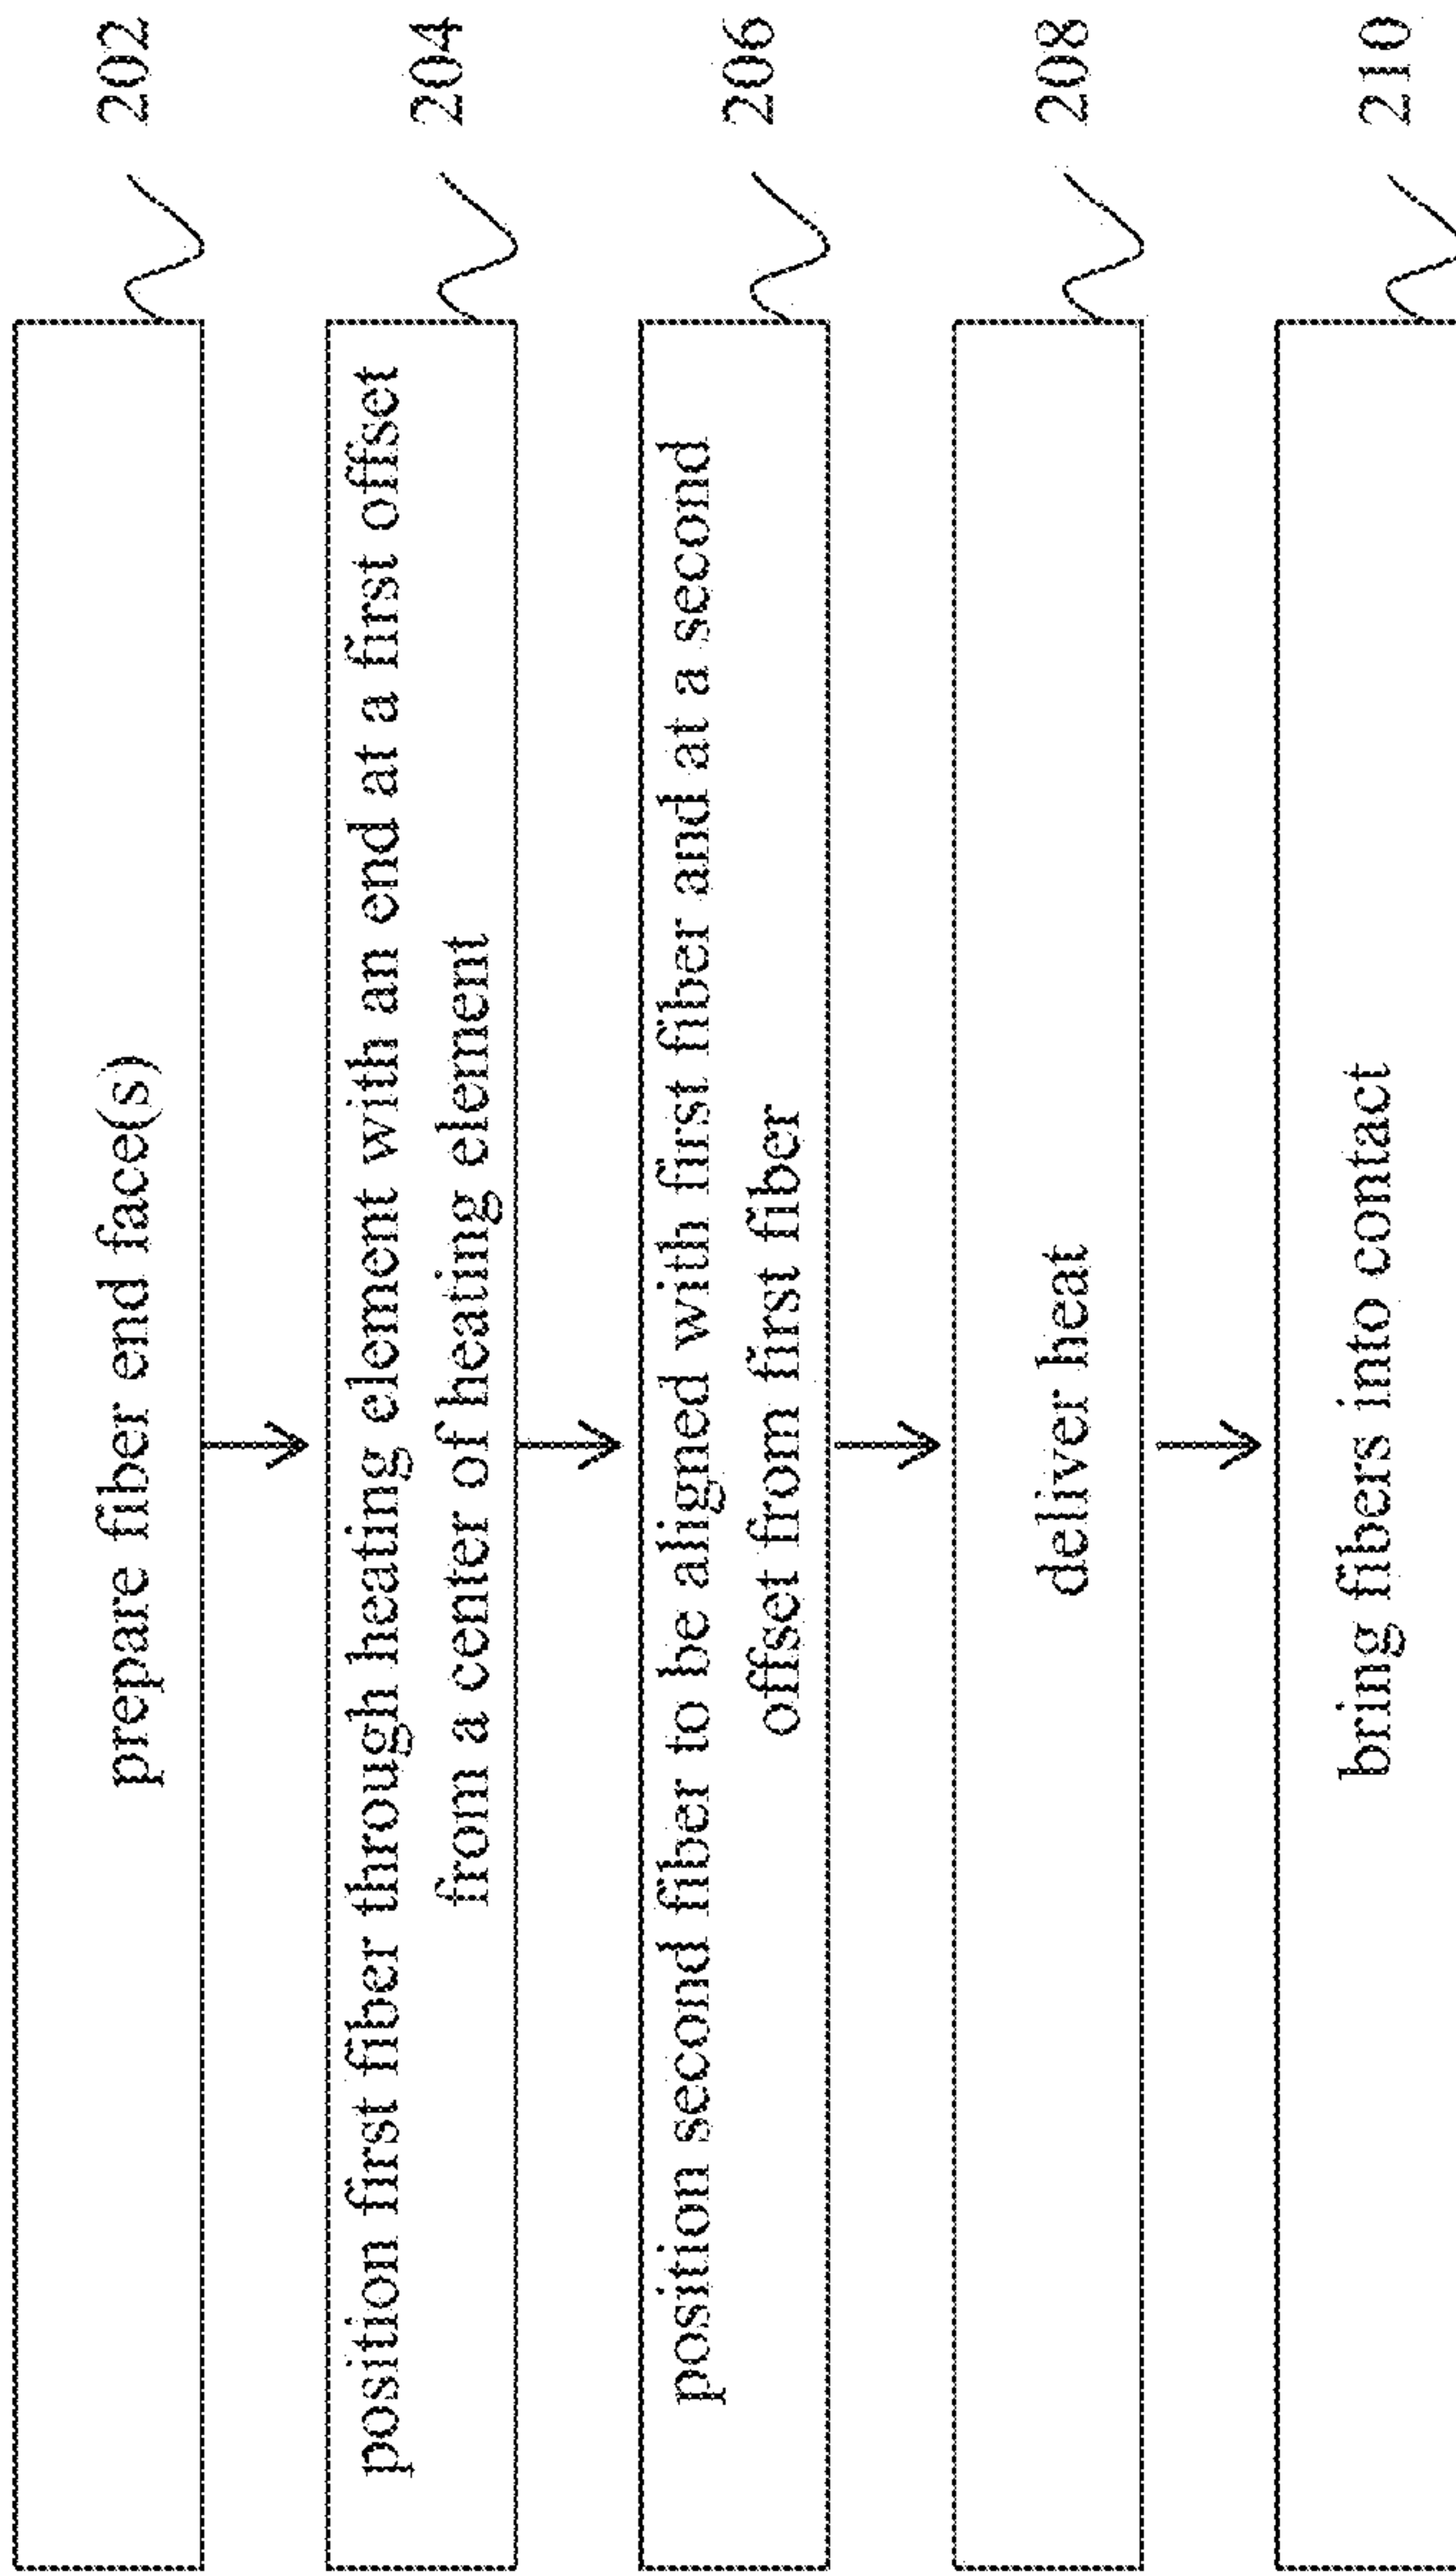 prepare fiber end face(s)
202
position first fiber through heating element with an end at a first offset
from a center of heating element
204
position second fiber to be aligned with first fiber and at a second
offset from first fiber
206
deliver heat
208
bring fibers into contact
210